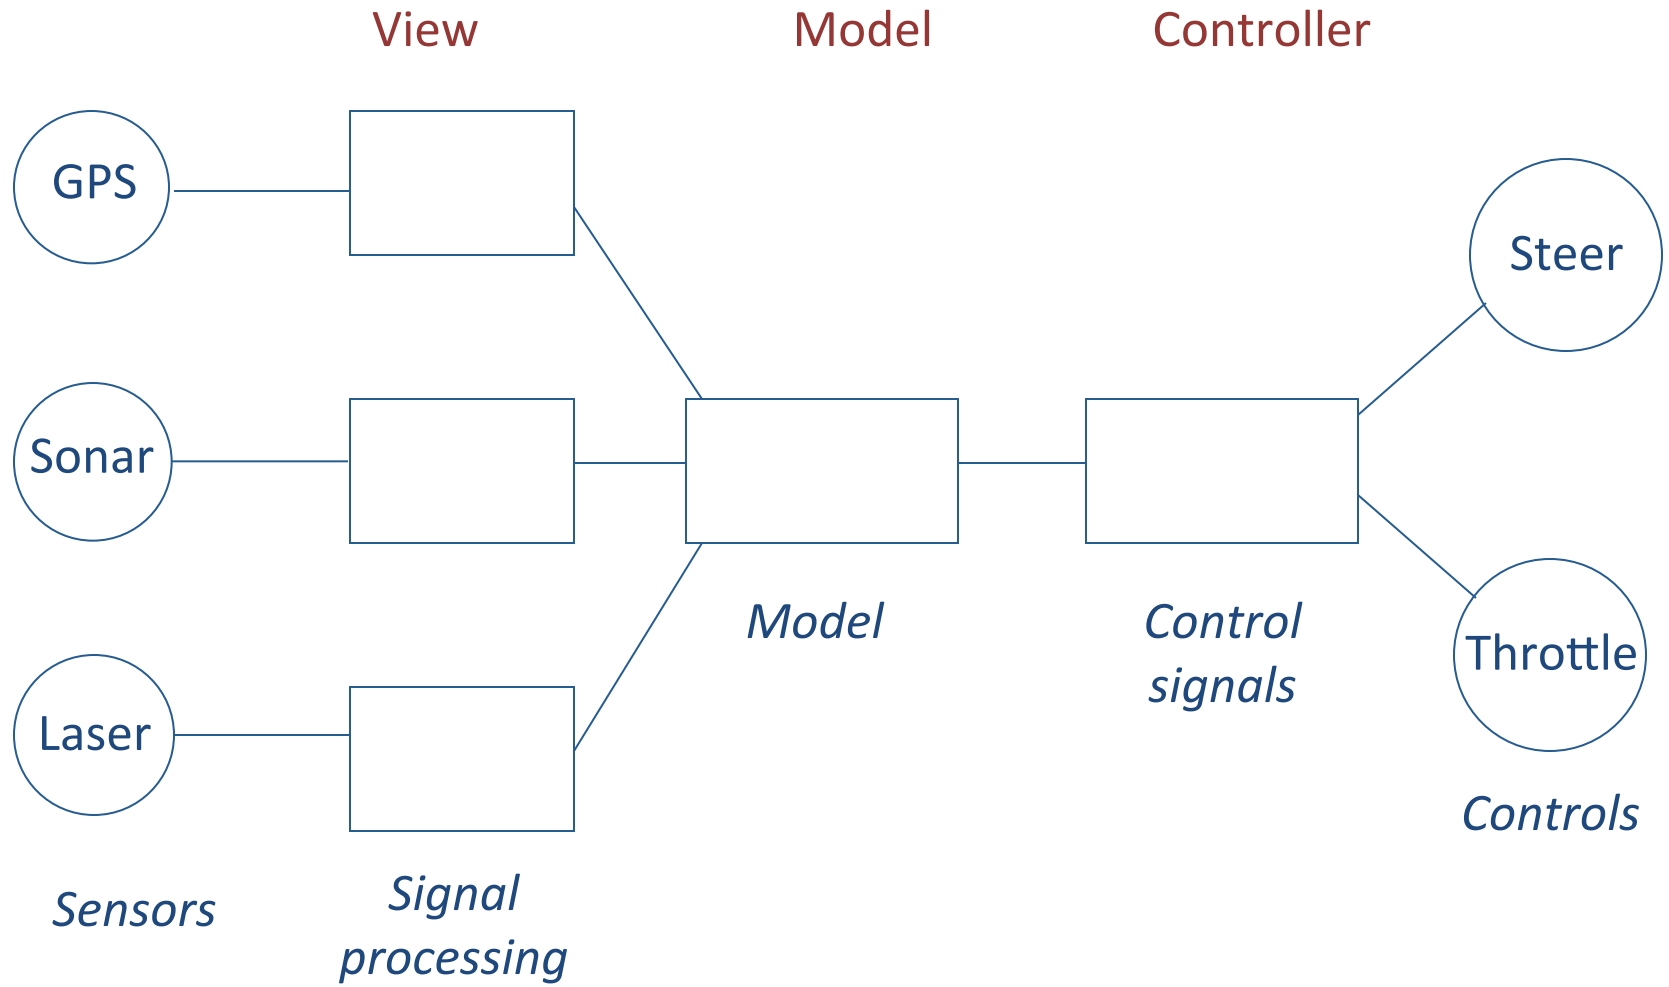 View
Model
Controller
GPS
Steer
Sonar
Model
Control
signals
Throttle
Laser
Controls
Sensors
Signal
processing